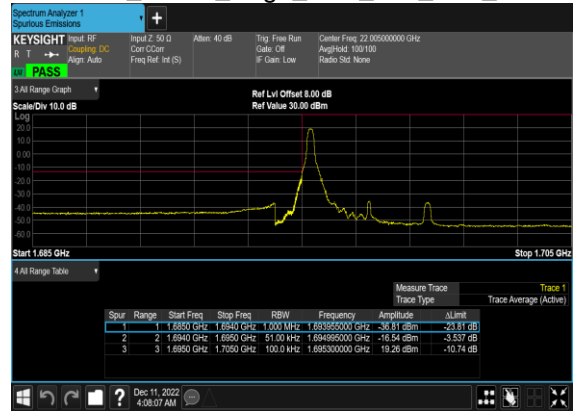 Spectrum Analyzer 1
Spurious Emissions
KEYSIGHT Input: RF Input Z: 50 Ω Atten: 40 dB Trig: Free Run Center Freq: 22.005000000 GHz
R T Coupling: DC Corr CCorr Gate: Off Avg|Hold: 100/100
Align: Auto Freq Ref: Int (S) IF Gain: Low Radio Std: None
PASS
3 All Range Graph
Ref Lvl Offset 8.00 dB
Scale/Div 10.0 dB Ref Value 30.00 dBm
Log
20.0
10.0
0.00
-10.0
-20.0
-30.0
-40.0
-50.0
-60.0
Start 1.685 GHz Stop 1.705 GHz
4 All Range Table
Measure Trace Trace 1
Trace Type Trace Average (Active)
Spur Range Start Freq Stop Freq RBW Frequency Amplitude ΔLimit
1 1 1.6850 GHz 1.6940 GHz 1.000 MHz 1.693955000 GHz -36.81 dBm -23.81 dB
2 2 1.6940 GHz 1.6950 GHz 51.00 kHz 1.694995000 GHz -16.54 dBm -3.537 dB
3 3 1.6950 GHz 1.7050 GHz 100.0 kHz 1.695300000 GHz 19.26 dBm -10.74 dB
? Dec 11, 2022
4:08:07 AM